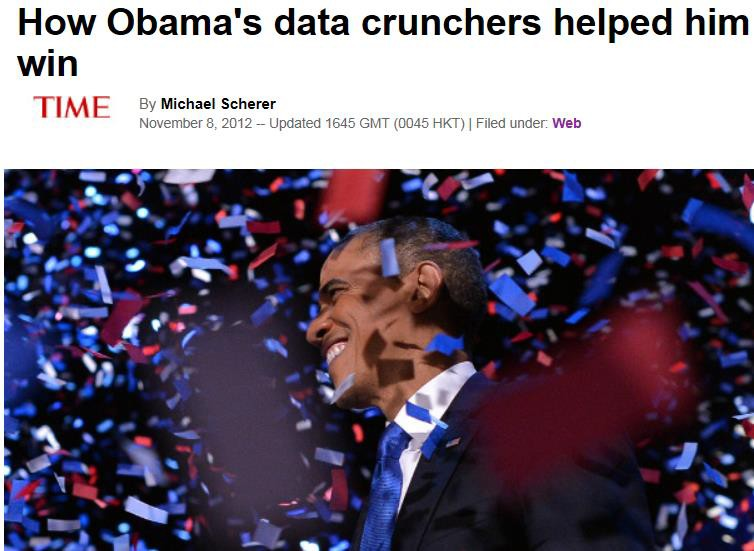 How Obama's data crunchers helped him
win
TIME
By Michael Scherer
November 8, 2012 -- Updated 1645 GMT (0045 HKT) | Filed under: Web